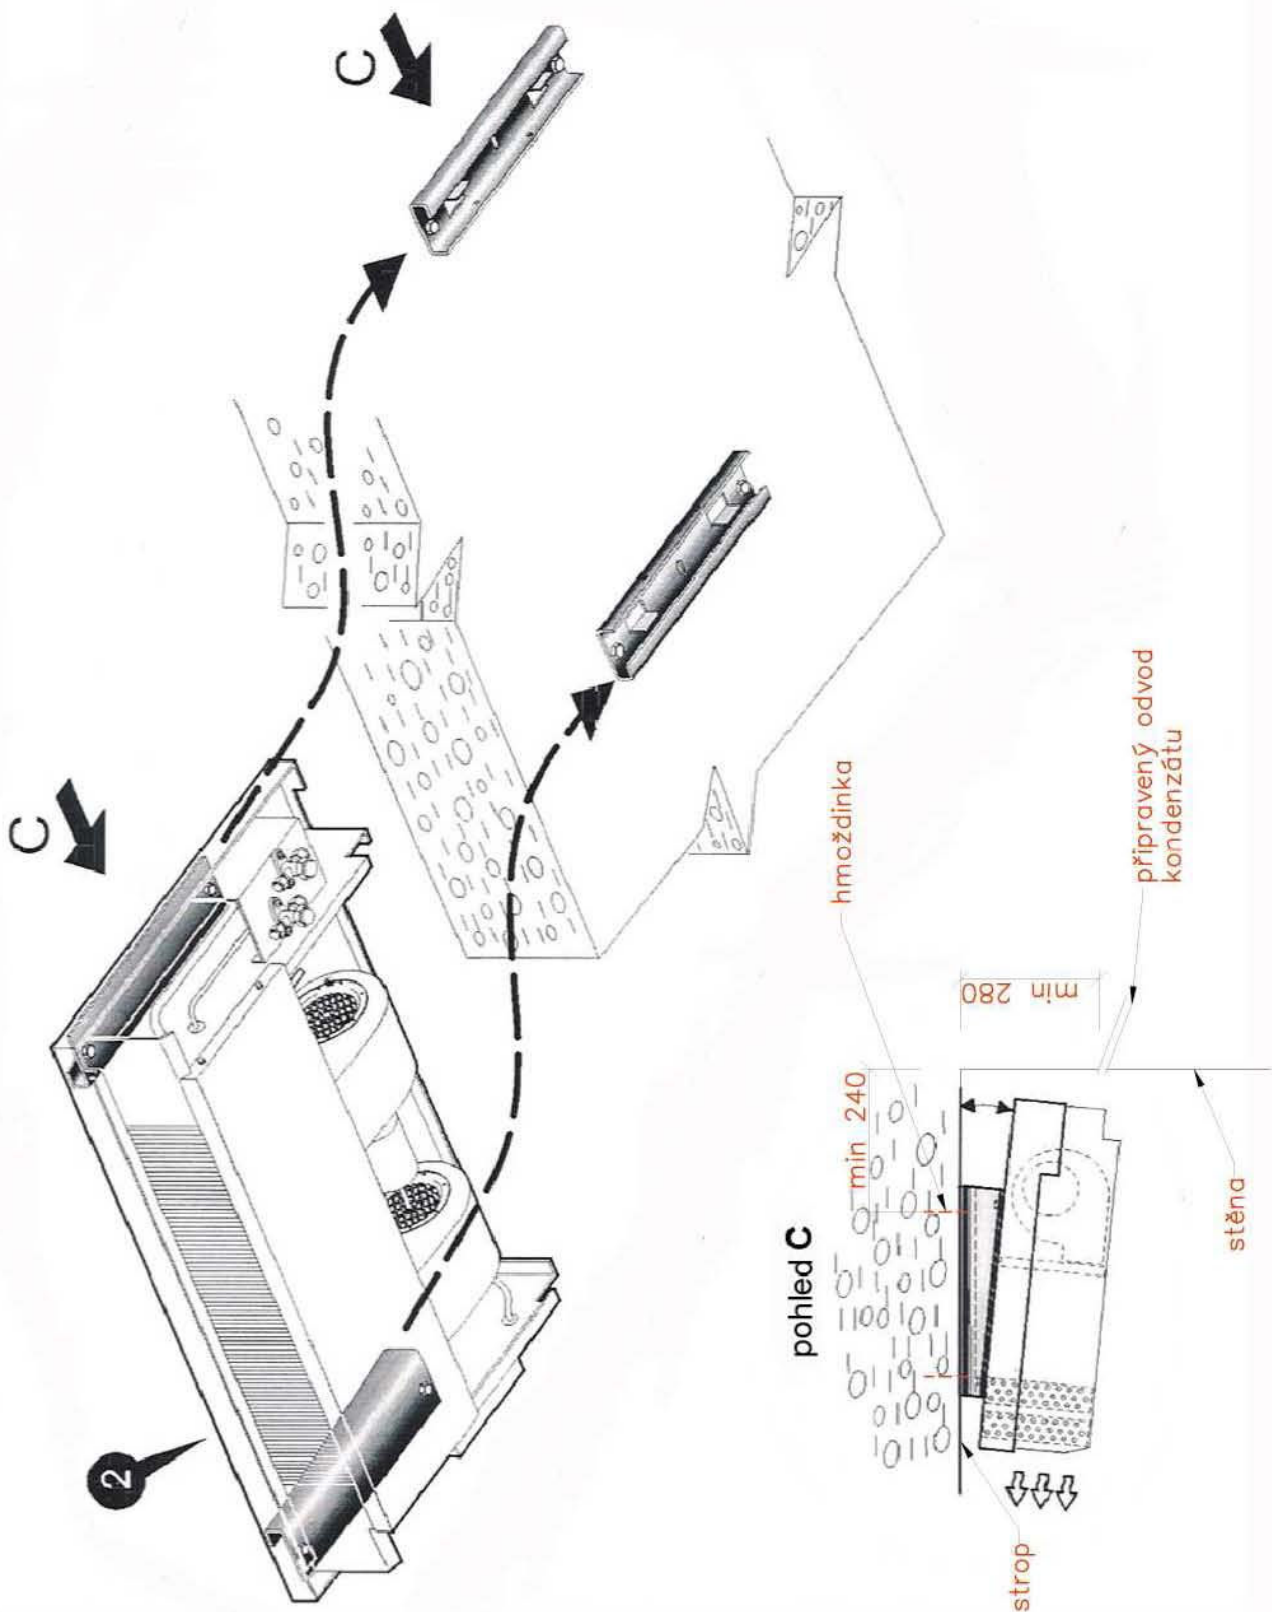 C
C
2
pohled C
hmoždinka
min 240
min 280
připravený odvod
kondenzátu
strop
stěna